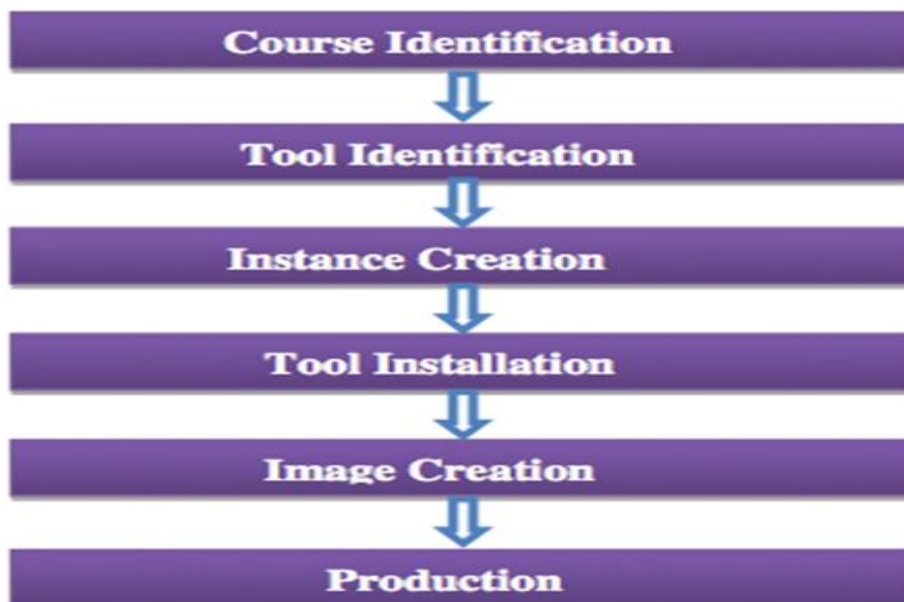 Course Identification
Tool Identification
Instance Creation
Tool Installation
Image Creation
Production